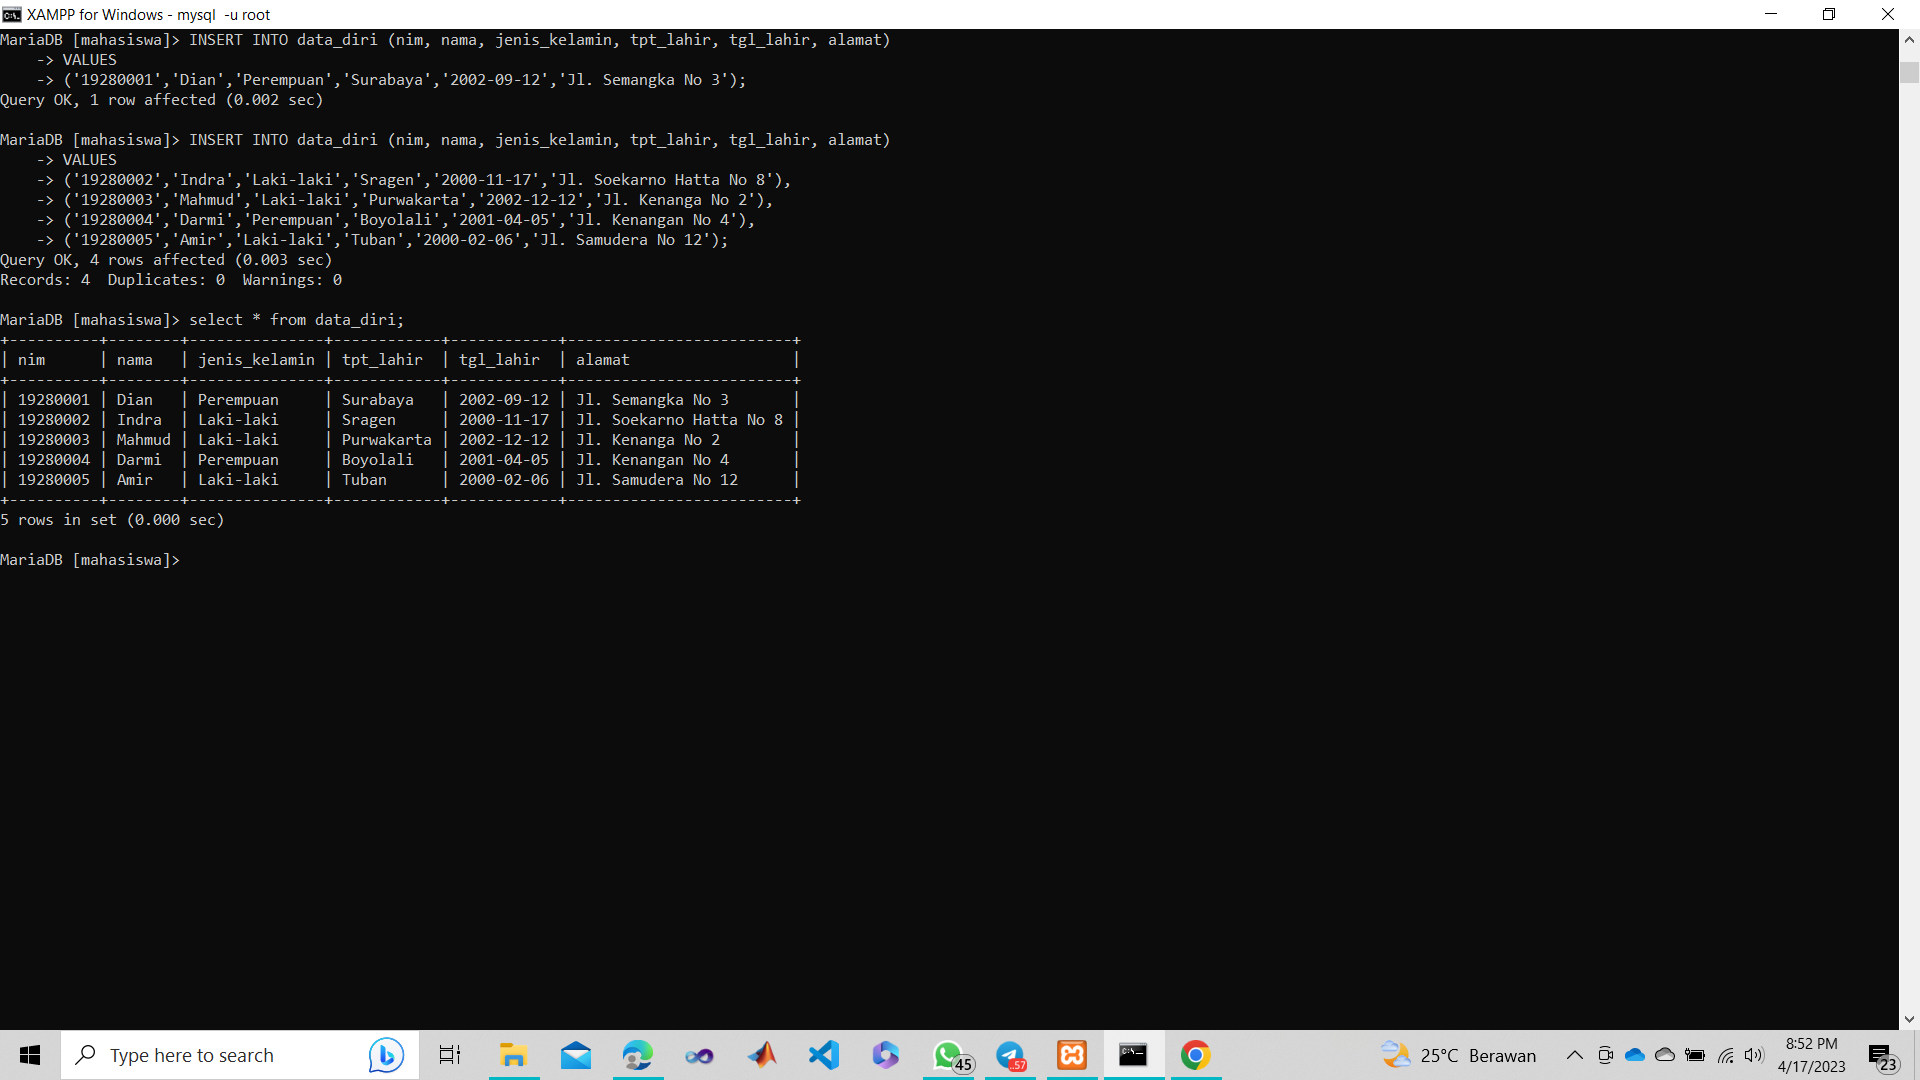 XAMPP for Windows - mysql  -u root
MariaDB [mahasiswa]> INSERT INTO data_diri (nim, nama, jenis_kelamin, tpt_lahir, tgl_lahir, alamat)
    -> VALUES
    -> ('19280001','Dian','Perempuan','Surabaya','2002-09-12','Jl. Semangka No 3');
Query OK, 1 row affected (0.002 sec)
MariaDB [mahasiswa]> INSERT INTO data_diri (nim, nama, jenis_kelamin, tpt_lahir, tgl_lahir, alamat)
    -> VALUES
    -> ('19280002','Indra','Laki-laki','Sragen','2000-11-17','Jl. Soekarno Hatta No 8'),
    -> ('19280003','Mahmud','Laki-laki','Purwakarta','2002-12-12','Jl. Kenanga No 2'),
    -> ('19280004','Darmi','Perempuan','Boyolali','2001-04-05','Jl. Kenangan No 4'),
    -> ('19280005','Amir','Laki-laki','Tuban','2000-02-06','Jl. Samudera No 12');
Query OK, 4 rows affected (0.003 sec)
Records: 4  Duplicates: 0  Warnings: 0
MariaDB [mahasiswa]> select * from data_diri;
+----------+--------+---------------+------------+------------+-------------------------+
| nim      | nama   | jenis_kelamin | tpt_lahir  | tgl_lahir  | alamat                  |
+----------+--------+---------------+------------+------------+-------------------------+
| 19280001 | Dian   | Perempuan     | Surabaya   | 2002-09-12 | Jl. Semangka No 3       |
| 19280002 | Indra  | Laki-laki     | Sragen     | 2000-11-17 | Jl. Soekarno Hatta No 8 |
| 19280003 | Mahmud | Laki-laki     | Purwakarta | 2002-12-12 | Jl. Kenanga No 2        |
| 19280004 | Darmi  | Perempuan     | Boyolali   | 2001-04-05 | Jl. Kenangan No 4       |
| 19280005 | Amir   | Laki-laki     | Tuban      | 2000-02-06 | Jl. Samudera No 12      |
+----------+--------+---------------+------------+------------+-------------------------+
5 rows in set (0.000 sec)
MariaDB [mahasiswa]>
Type here to search
45
..57
25°C  Berawan
8:52 PM
4/17/2023
23